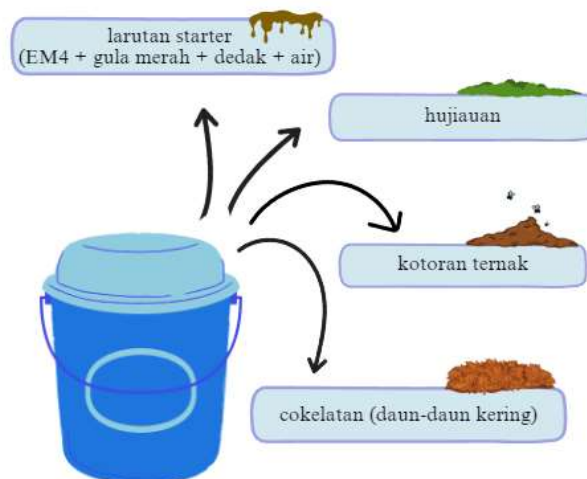 larutan starter
(EM4 + gula merah + dedak + air)
hujiauan
kotoran ternak
cokelatan (daun-daun kering)